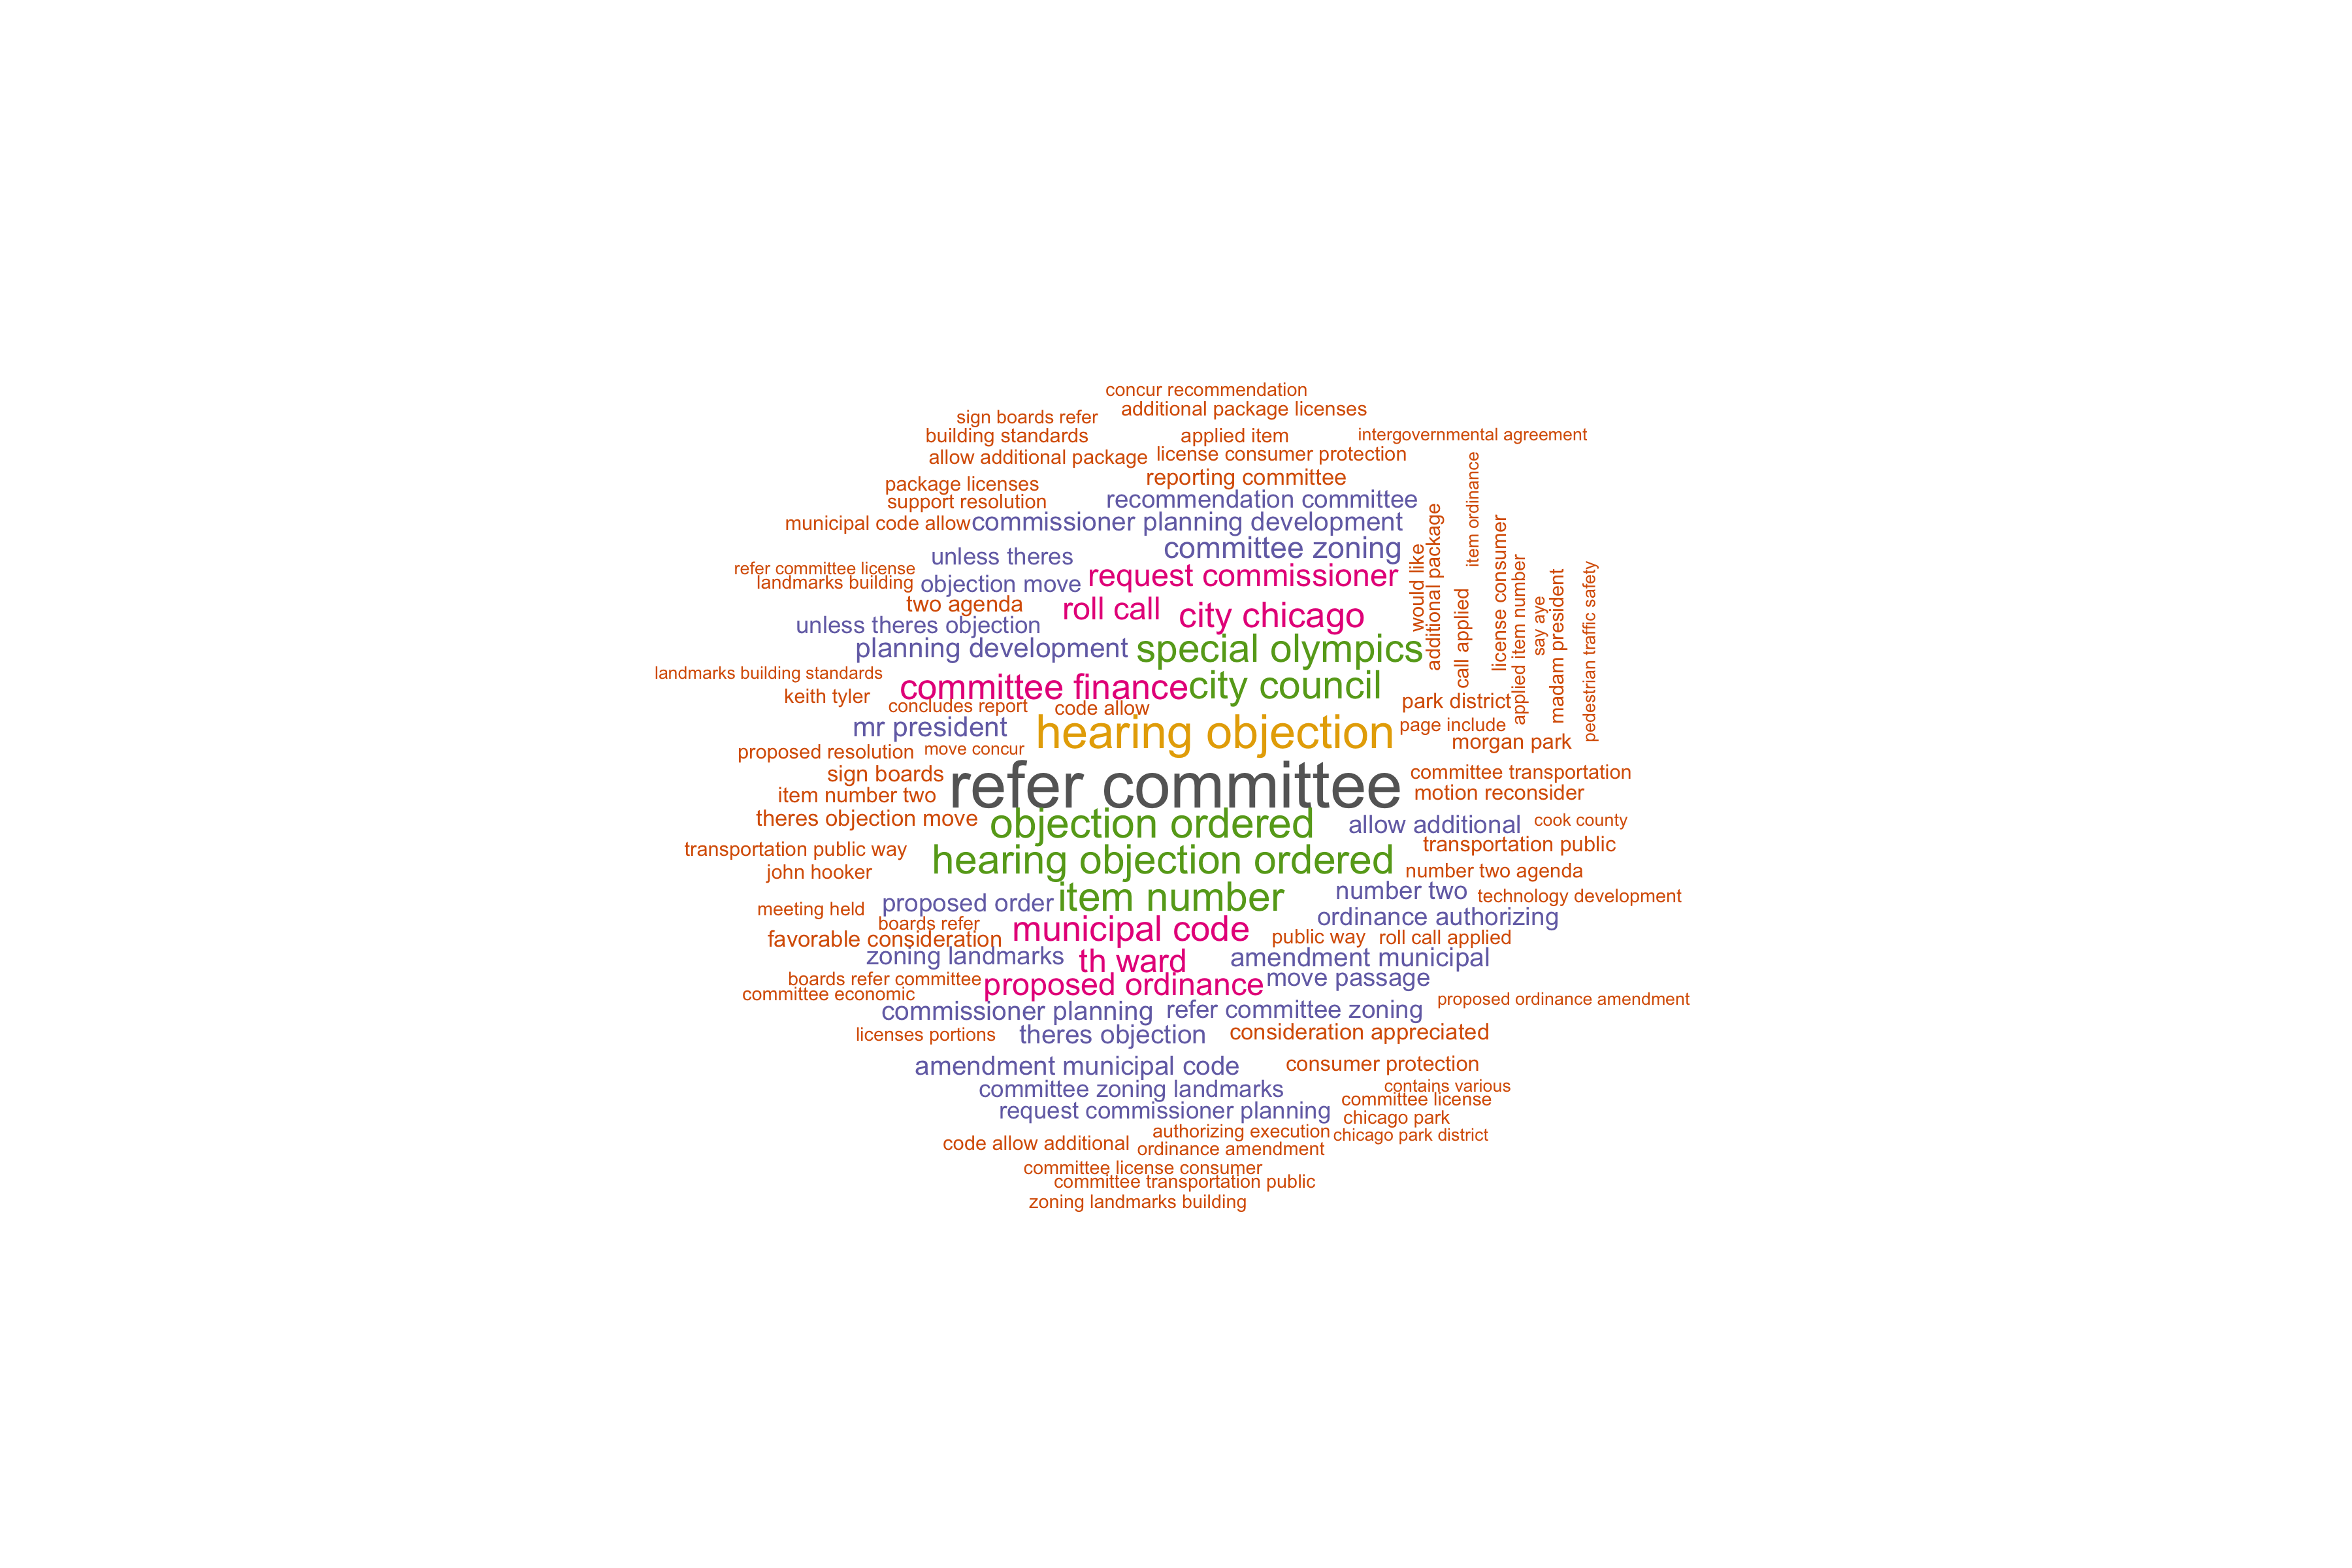 concur recommendation
additional package licenses
sign boards refer
building standards
applied item
intergovernmental agreement
allow additional package
license consumer protection
reporting committee
package licenses
support resolution
recommendation committee
municipal code allow
commissioner planning development
committee zoning
unless theres
refer committee license
landmarks building
objection move
request commissioner
two agenda
roll call
city chicago
unless theres objection
planning development
special olympics
would like
additional package
item ordinance
call applied
license consumer
applied item number
say aye
madam president
pedestrian traffic safety
landmarks building standards
keith tyler
committee finance
city council
concludes report
code allow
park district
mr president
hearing objection
page include
morgan park
proposed resolution
move concur
sign boards
refer committee
committee transportation
item number two
motion reconsider
theres objection move
objection ordered
allow additional
cook county
transportation public way
hearing objection ordered
transportation public
john hooker
number two agenda
meeting held
proposed order
item number
number two
technology development
boards refer
ordinance authorizing
favorable consideration
municipal code
public way
roll call applied
zoning landmarks
th ward
amendment municipal
boards refer committee
proposed ordinance
move passage
committee economic
proposed ordinance amendment
commissioner planning
refer committee zoning
licenses portions
theres objection
consideration appreciated
amendment municipal code
consumer protection
committee zoning landmarks
contains various
committee license
request commissioner planning
chicago park
authorizing execution
chicago park district
code allow additional
ordinance amendment
committee license consumer
committee transportation public
zoning landmarks building